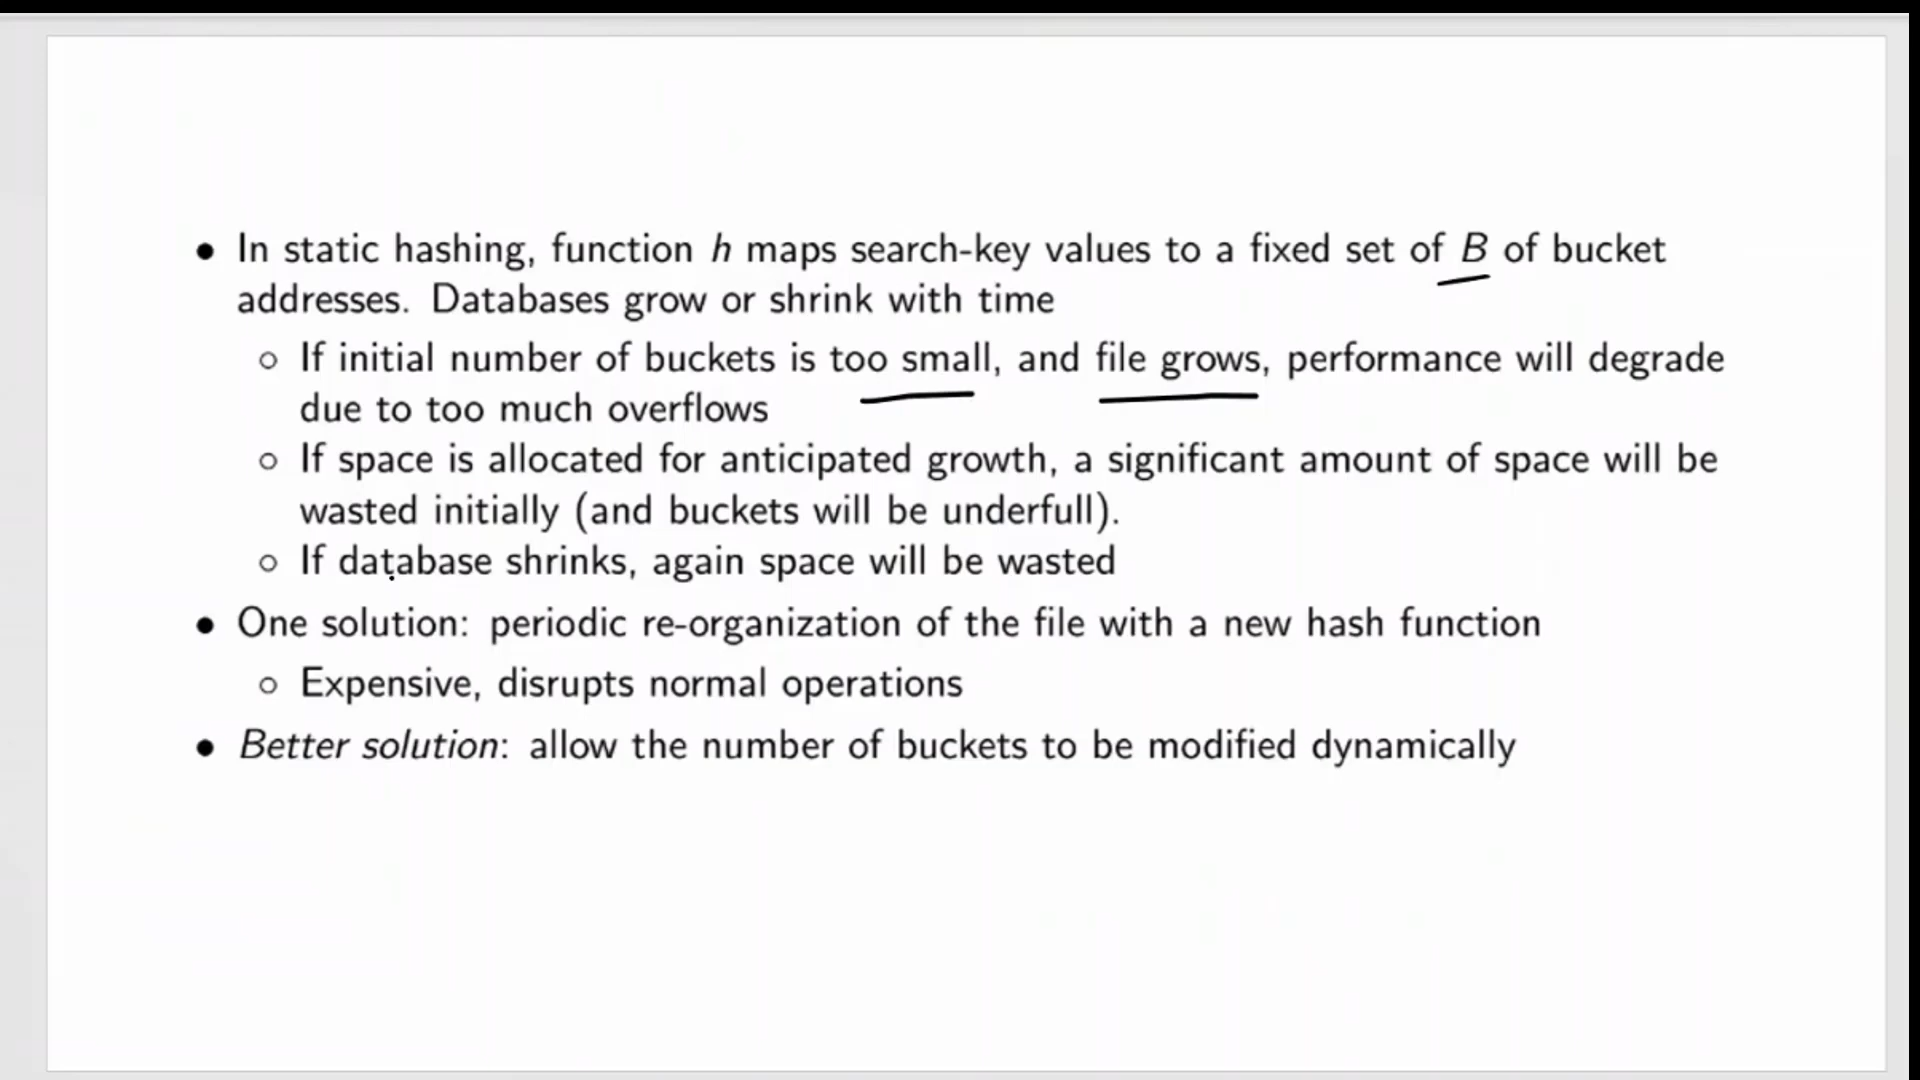 • In static hashing, function h maps search-key values to a fixed set of B of bucket
addresses. Databases grow or shrink with time
○ If initial number of buckets is too small, and file grows, performance will degrade
due to too much overflows
○ If space is allocated for anticipated growth, a significant amount of space will be
wasted initially (and buckets will be underfull).
○ If database shrinks, again space will be wasted
• One solution: periodic re-organization of the file with a new hash function
○ Expensive, disrupts normal operations
• Better solution: allow the number of buckets to be modified dynamically